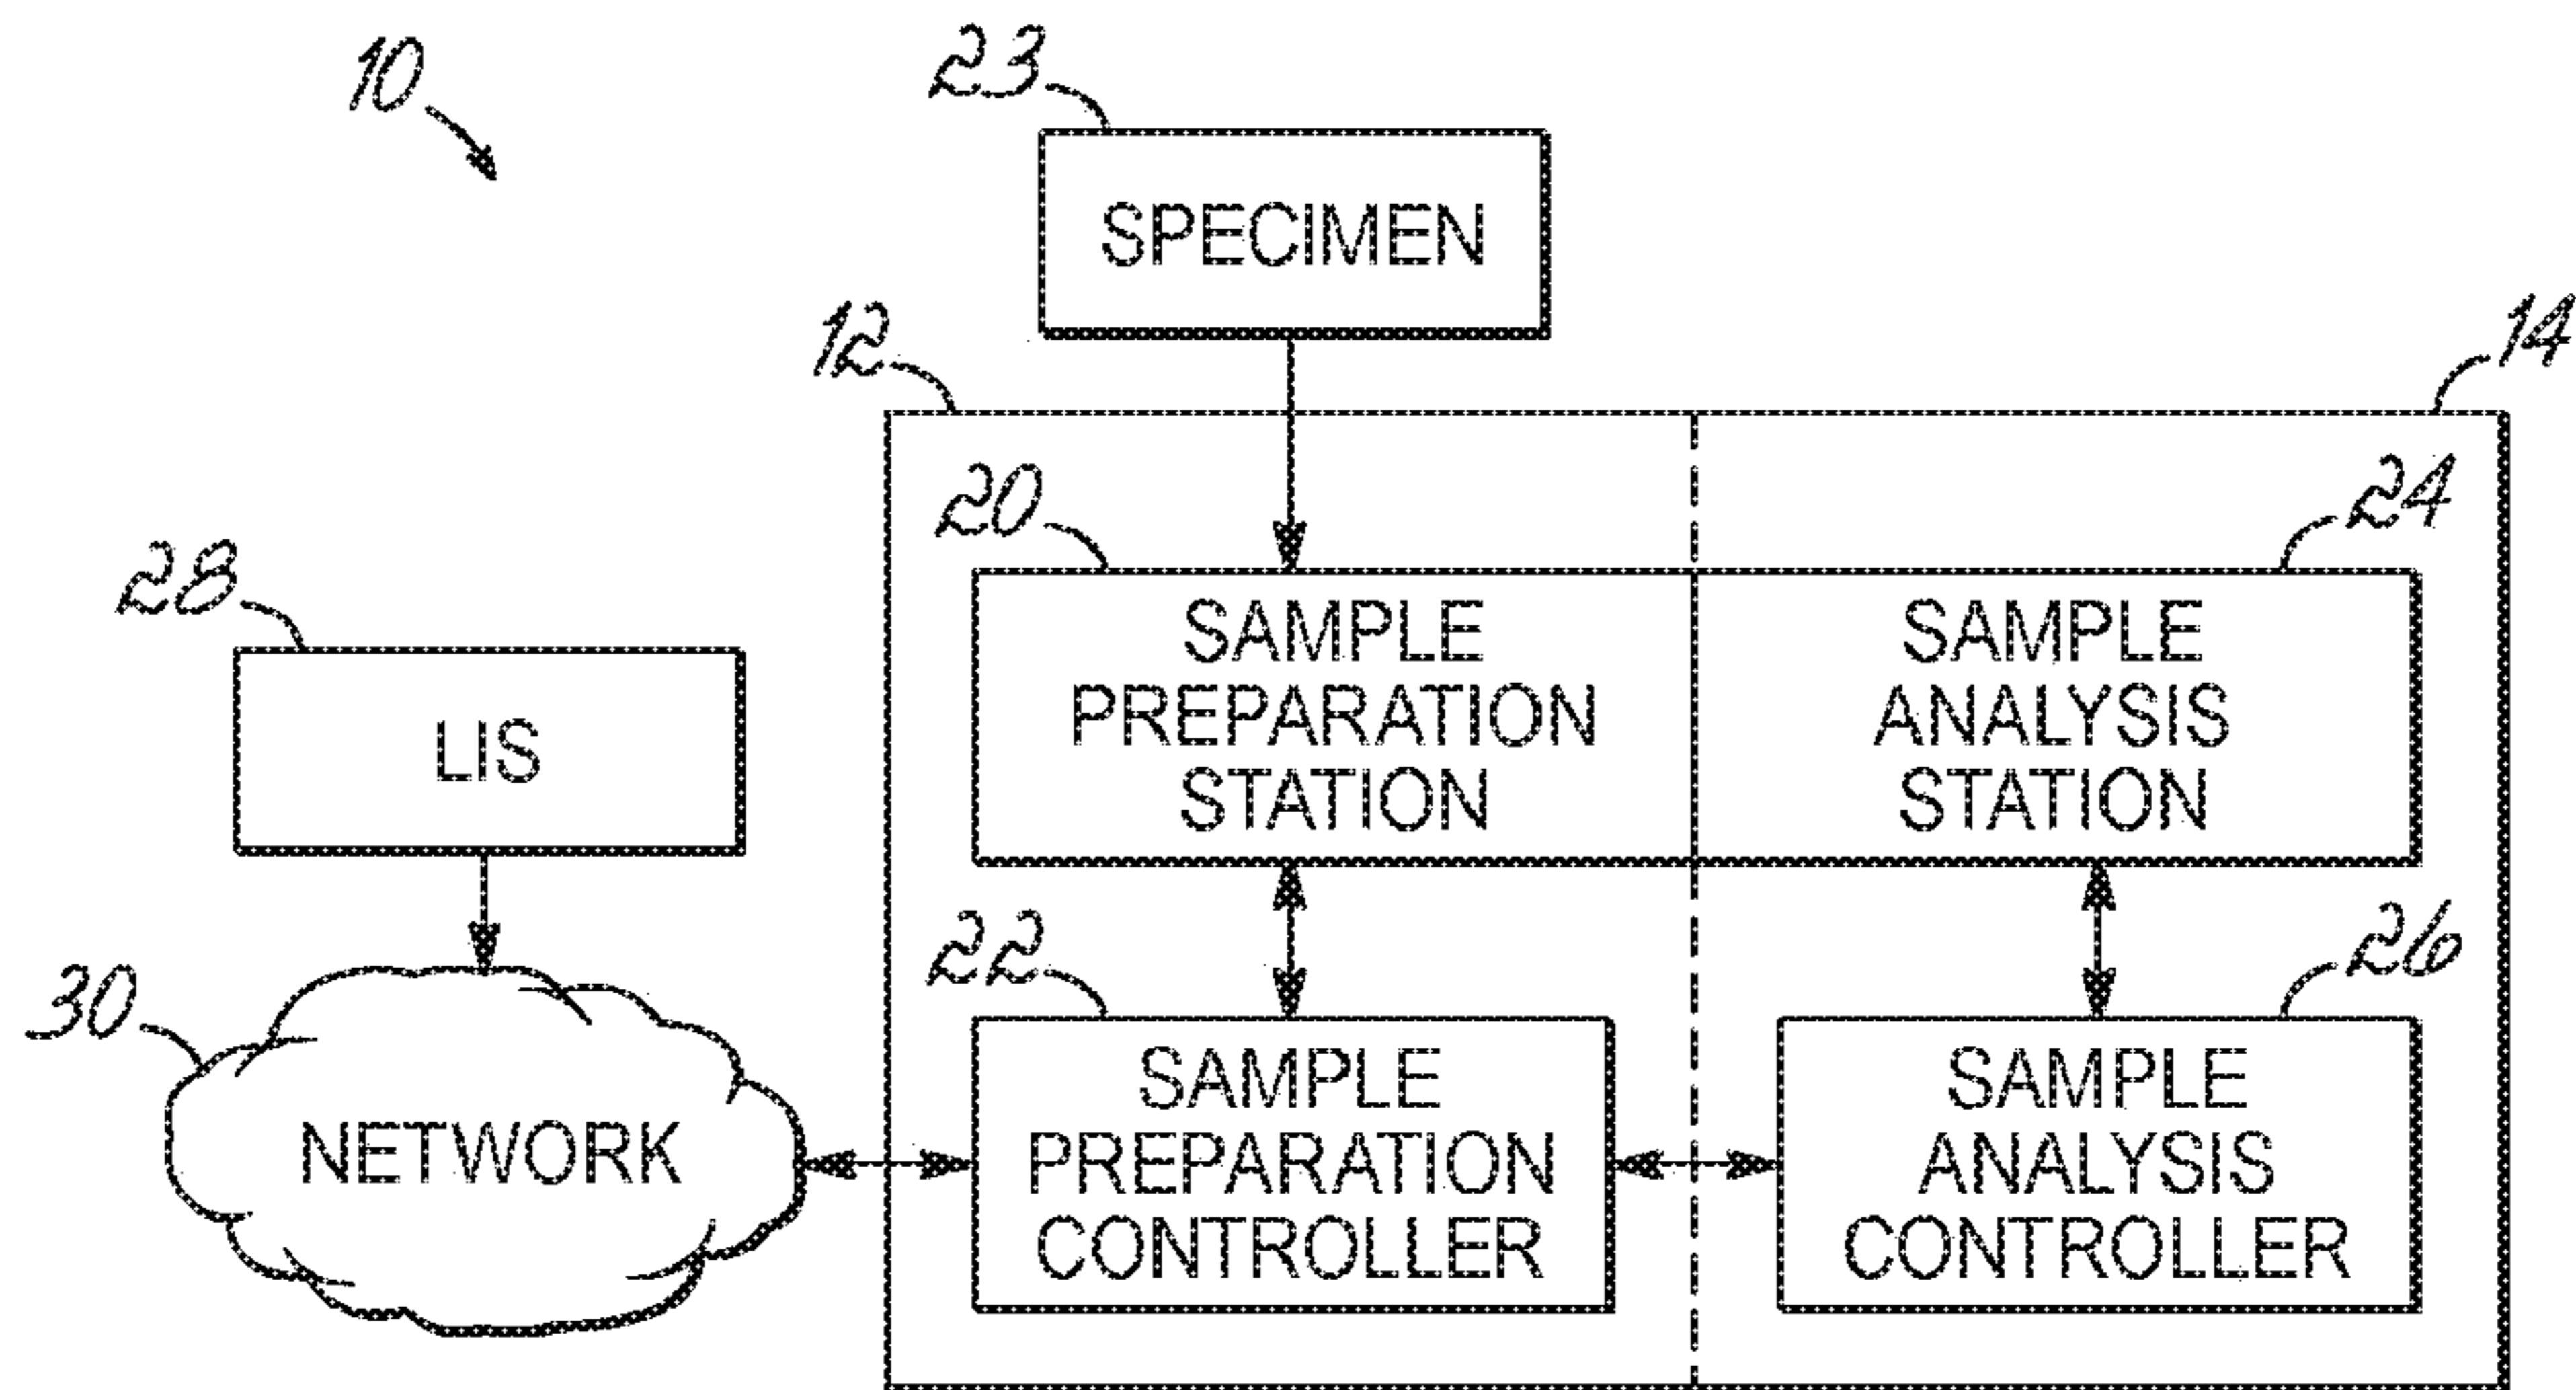 10
23
SPECIMEN
12
14
20
24
SAMPLE
PREPARATION
STATION
SAMPLE
ANALYSIS
STATION
28
LIS
22
26
30
NETWORK
SAMPLE
PREPARATION
CONTROLLER
SAMPLE
ANALYSIS
CONTROLLER